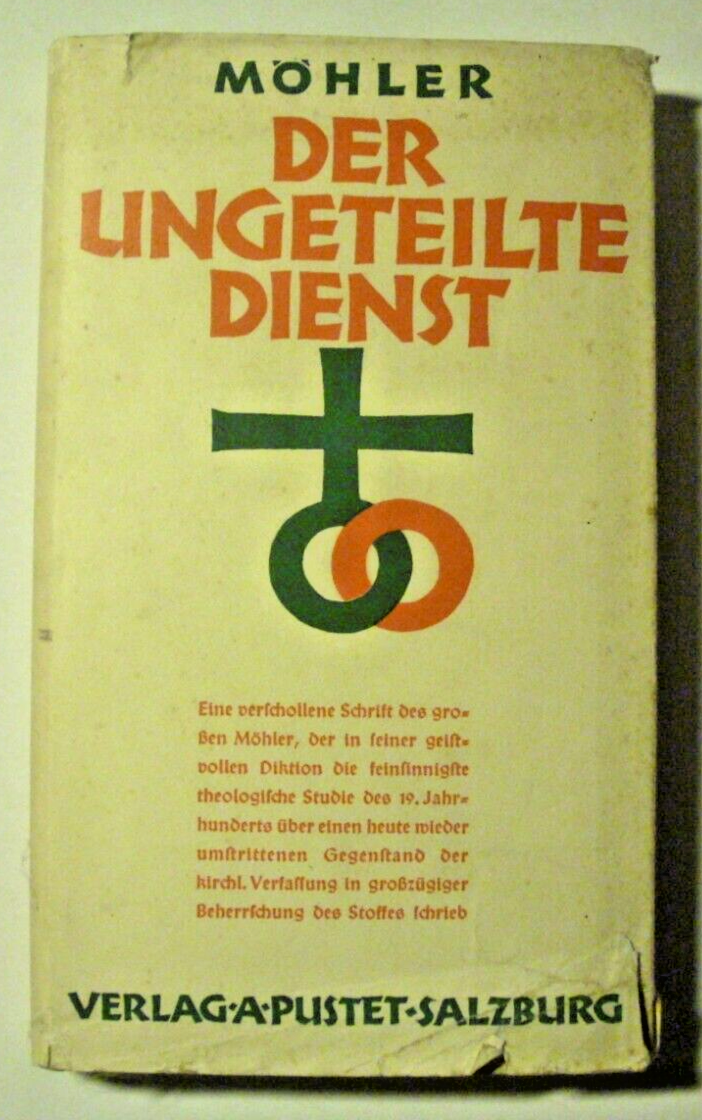 MÖHLER
DER
UNGETEILTE
DIENST
Eine verſchollene Schrift des gro=
ßen Möhler, der in ſeiner geiſt=
vollen Diktion die feinſinnigſte
theologiſche Studie des 19. Jahr=
hunderts über einen heute wieder
umſtrittenen Gegenſtand der
kirchl. Verfaſſung in großzügiger
Beherrſchung des Stoffes ſchrieb
VERLAG·A·PUSTET·SALZBURG